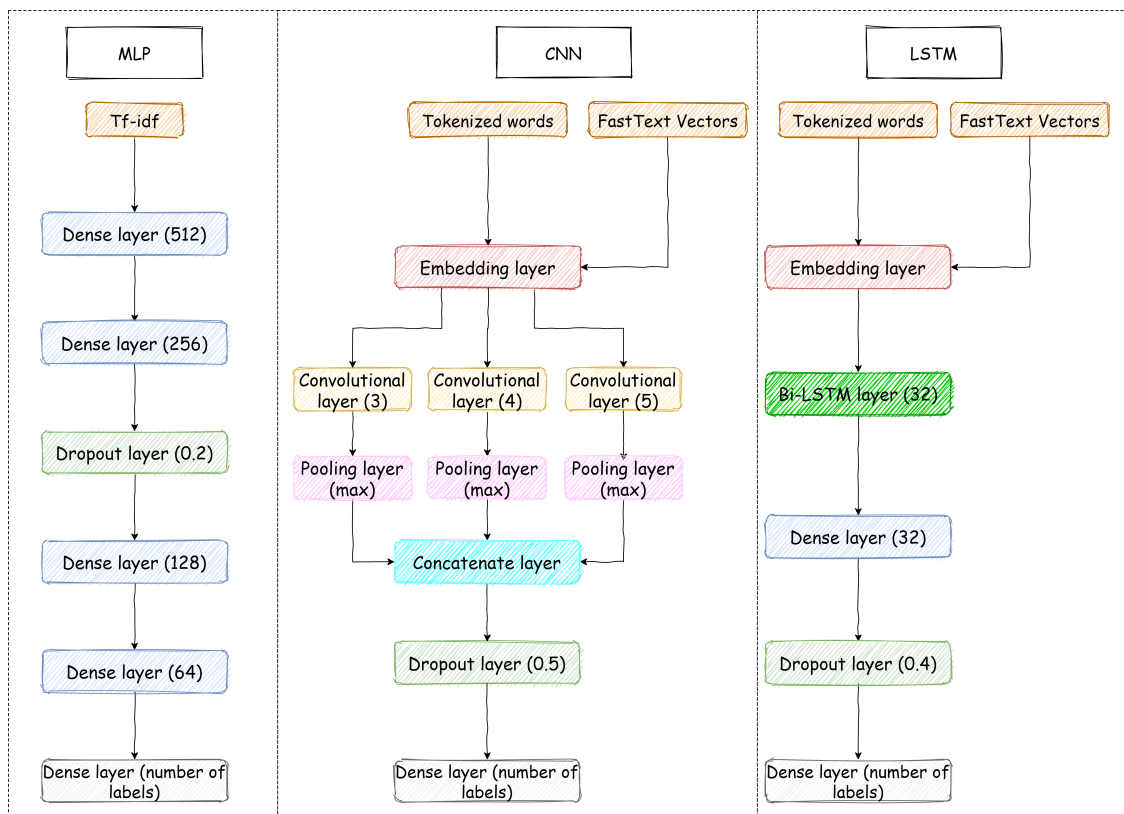 MLP
Tf-idf
Dense layer (512)
Dense layer (256)
Dropout layer (0.2)
Dense layer (128)
Dense layer (64)
Dense layer (number of
labels)
CNN
Tokenized words
FastText Vectors
Embedding layer
Convolutional
layer (3)
Convolutional
layer (4)
Convolutional
layer (5)
Pooling layer
(max)
Pooling layer
(max)
Pooling layer
(max)
Concatenate layer
Dropout layer (0.5)
Dense layer (number of
labels)
LSTM
Tokenized words
FastText Vectors
Embedding layer
Bi-LSTM layer (32)
Dense layer (32)
Dropout layer (0.4)
Dense layer (number of
labels)